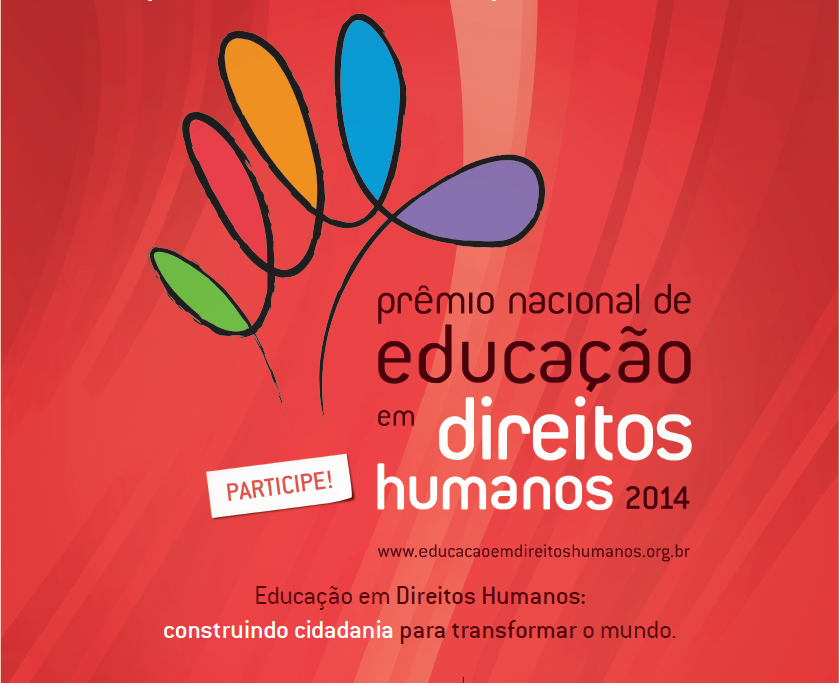 prêmio nacional de
educação
em direitos
humanos 2014
PARTICIPE!
www.educacaoemdireitoshumanos.org.br
Educação em Direitos Humanos:
construindo cidadania para transformar o mundo.